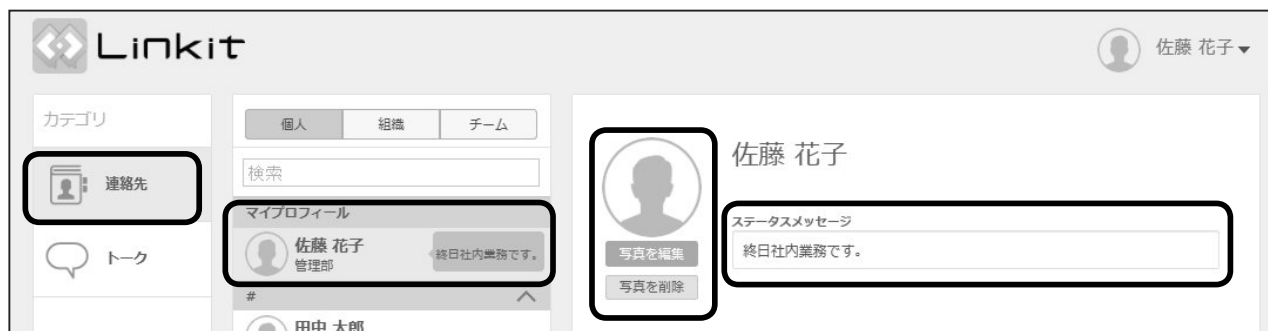 Linkit
佐藤 花子
カテゴリ
連絡先
トーク
個人 組織 チーム
検索
マイプロフィール
佐藤 花子
管理部
終日社内業務です。
#
田中 太郎
写真を編集
写真を削除
佐藤 花子
ステータスメッセージ
終日社内業務です。